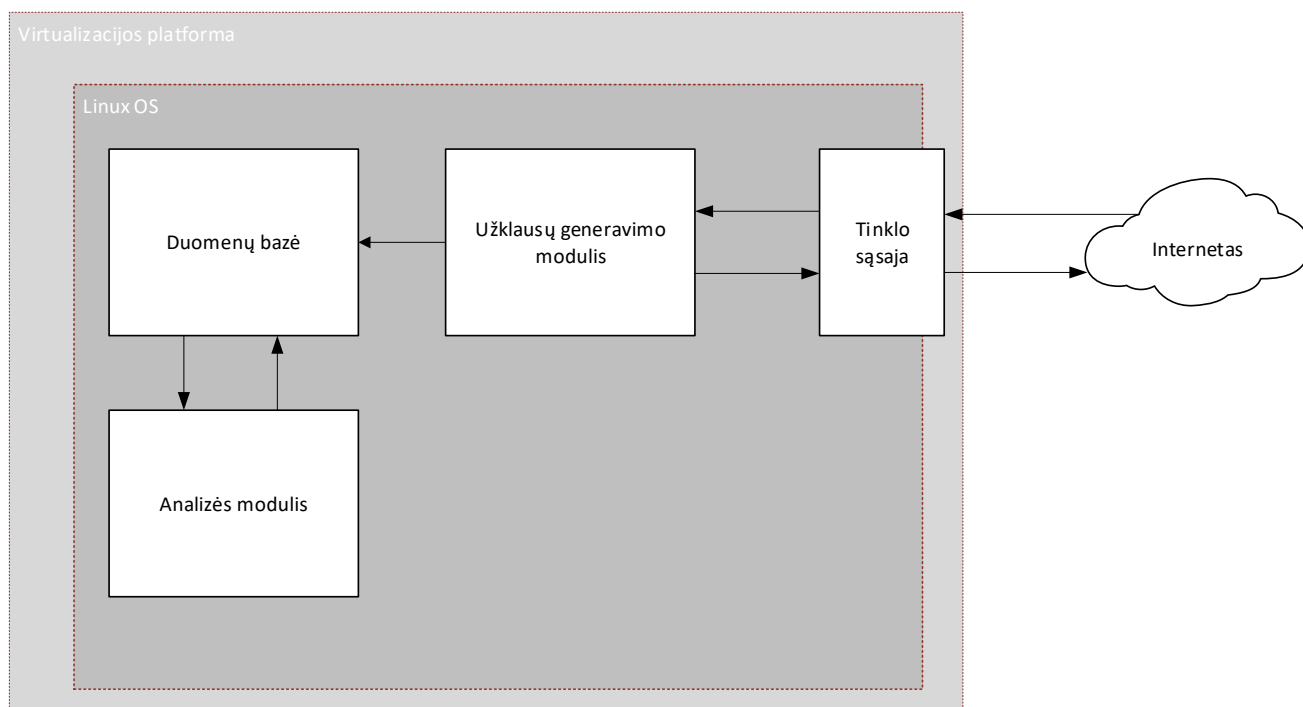 Virtualizacijos platforma
Linux OS
Duomenų bazė
Užklausų generavimo
modulis
Tinklo
sąsaja
Internetas
Analizės modulis